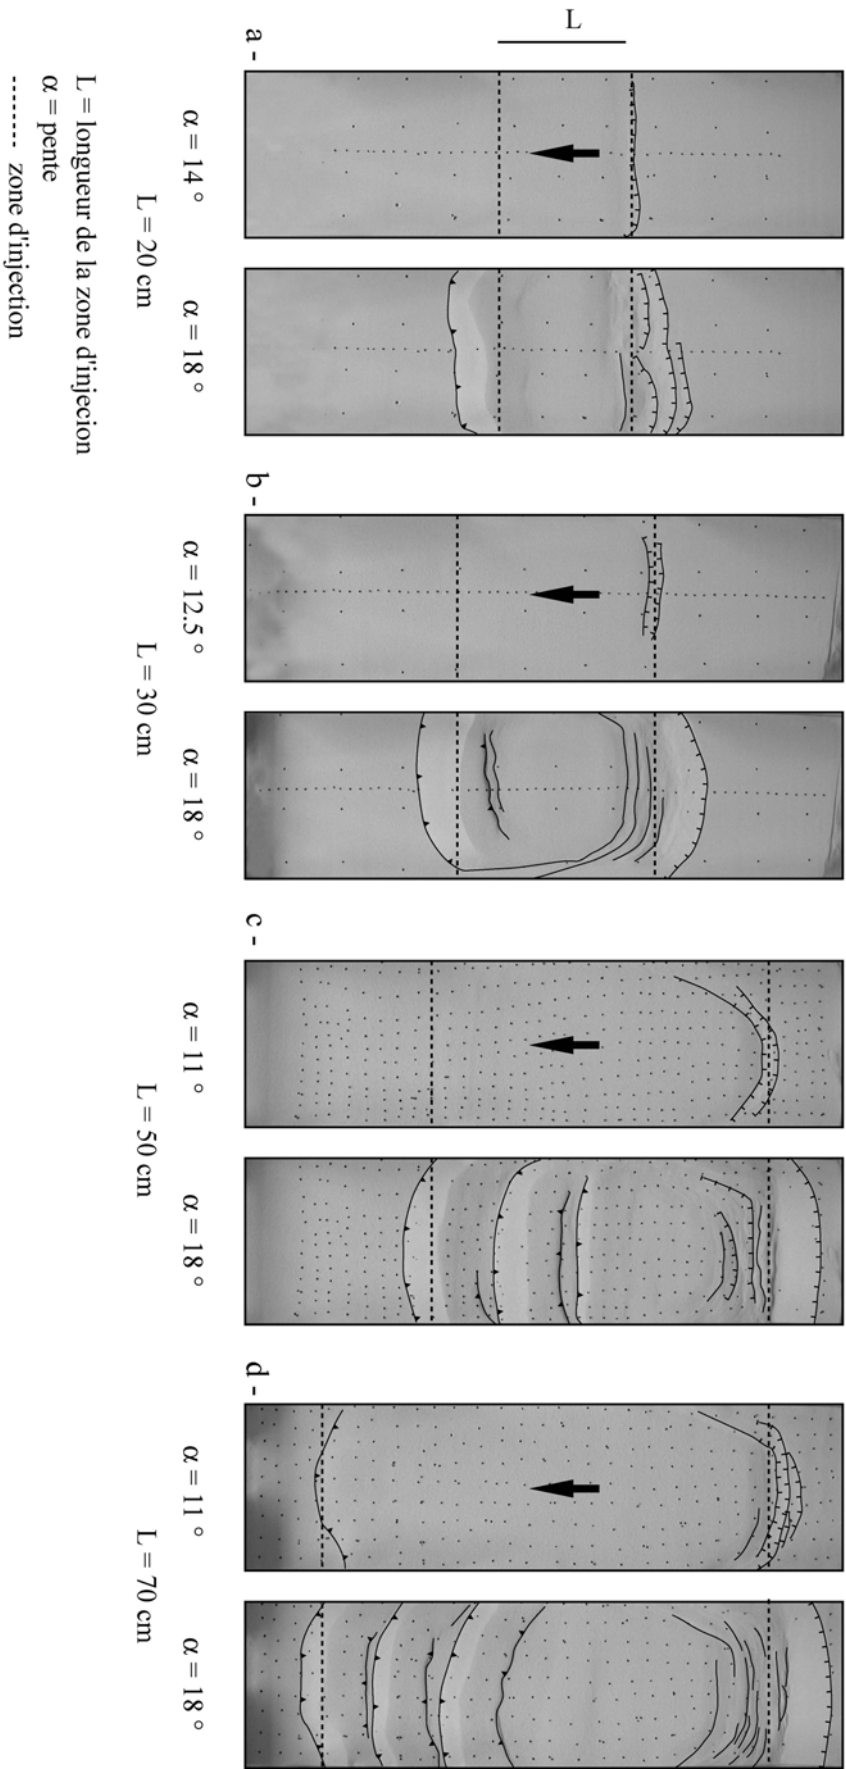 L
a -
α = 14 °
α = 18 °
L = 20 cm
b -
α = 12.5 °
α = 18 °
L = 30 cm
c -
α = 11 °
α = 18 °
L = 50 cm
d -
α = 11 °
α = 18 °
L = 70 cm
L = longueur de la zone d'injecion
α = pente
------- zone d'injection